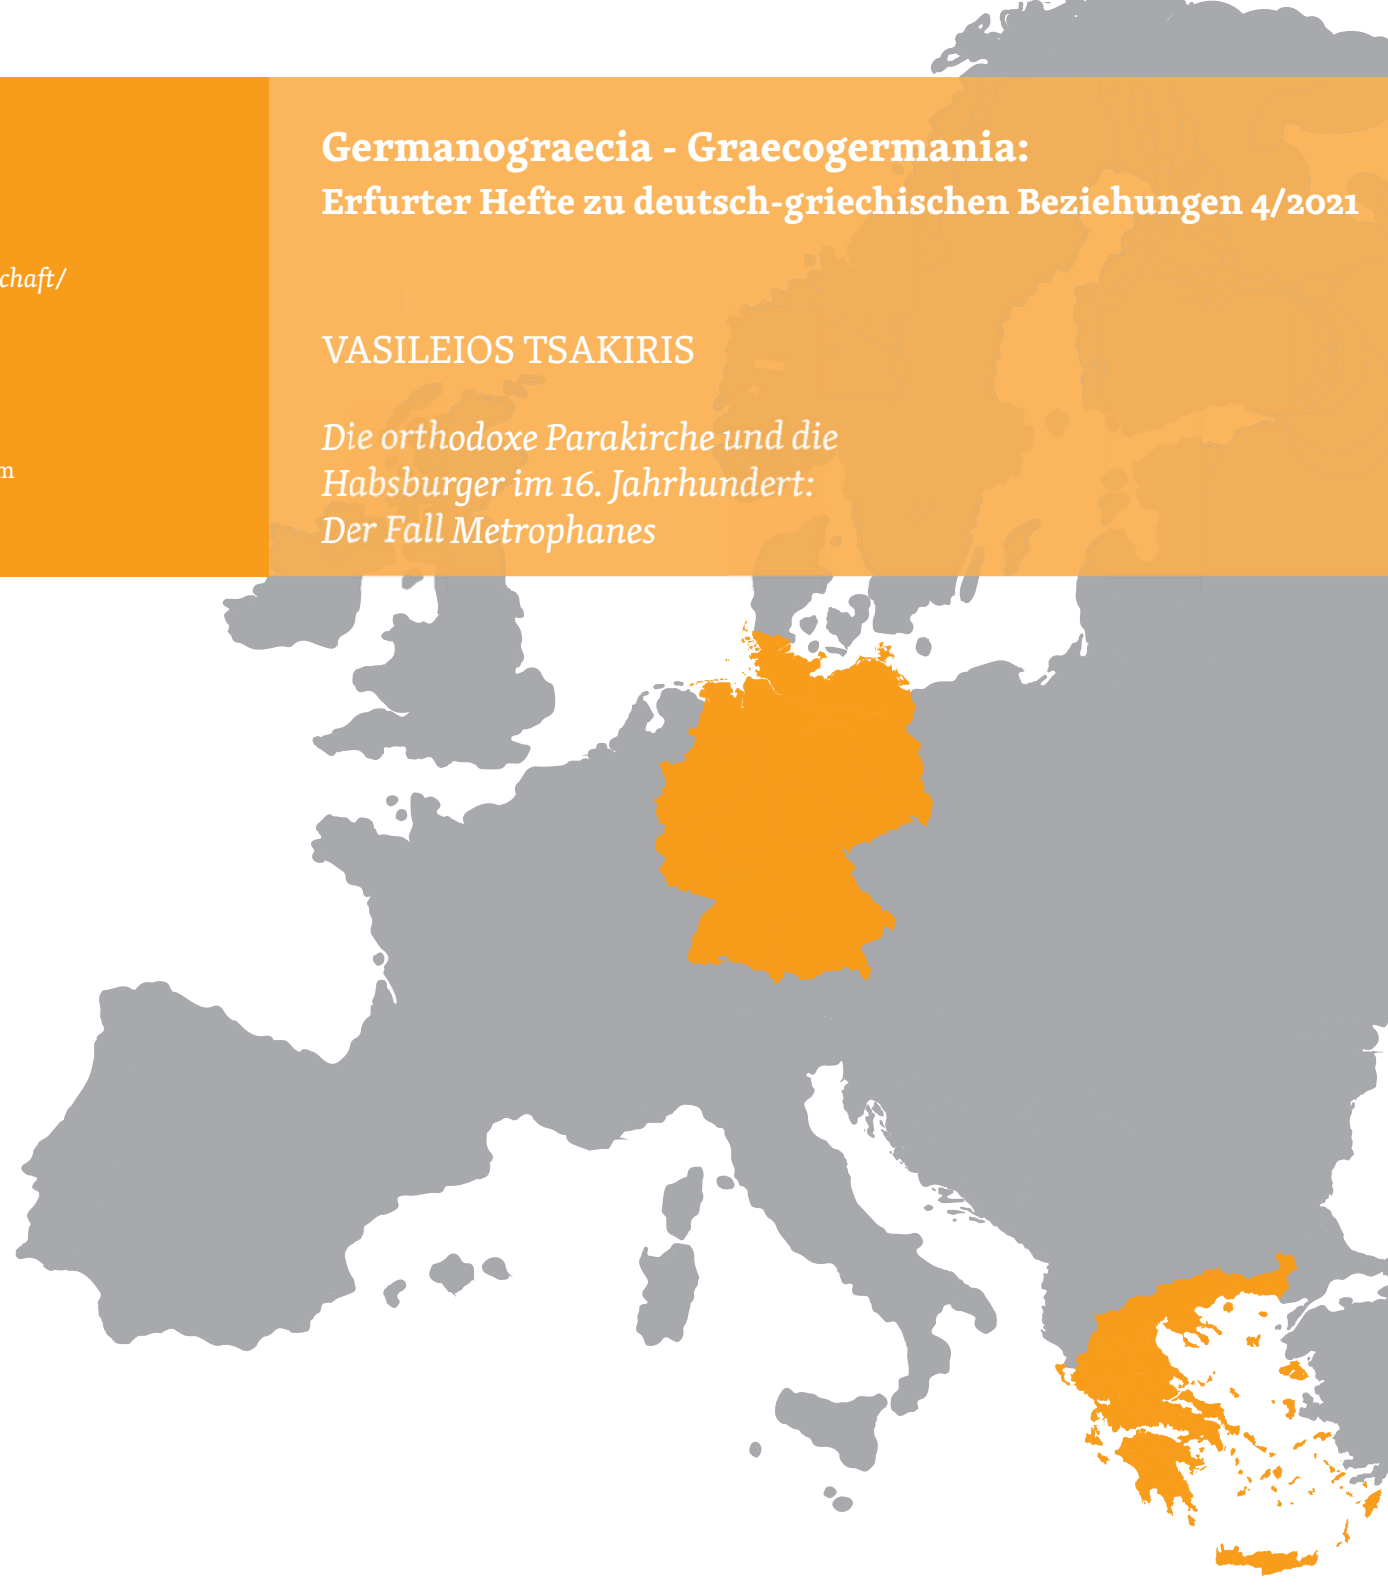 Germanograecia - Graecogermania:
Erfurter Hefte zu deutsch-griechischen Beziehungen 4/2021
chaft/
VASILEIOS TSAKIRIS
Die orthodoxe Parakirche und die
m
Habsburger im 16. Jahrhundert:
Der Fall Metrophanes